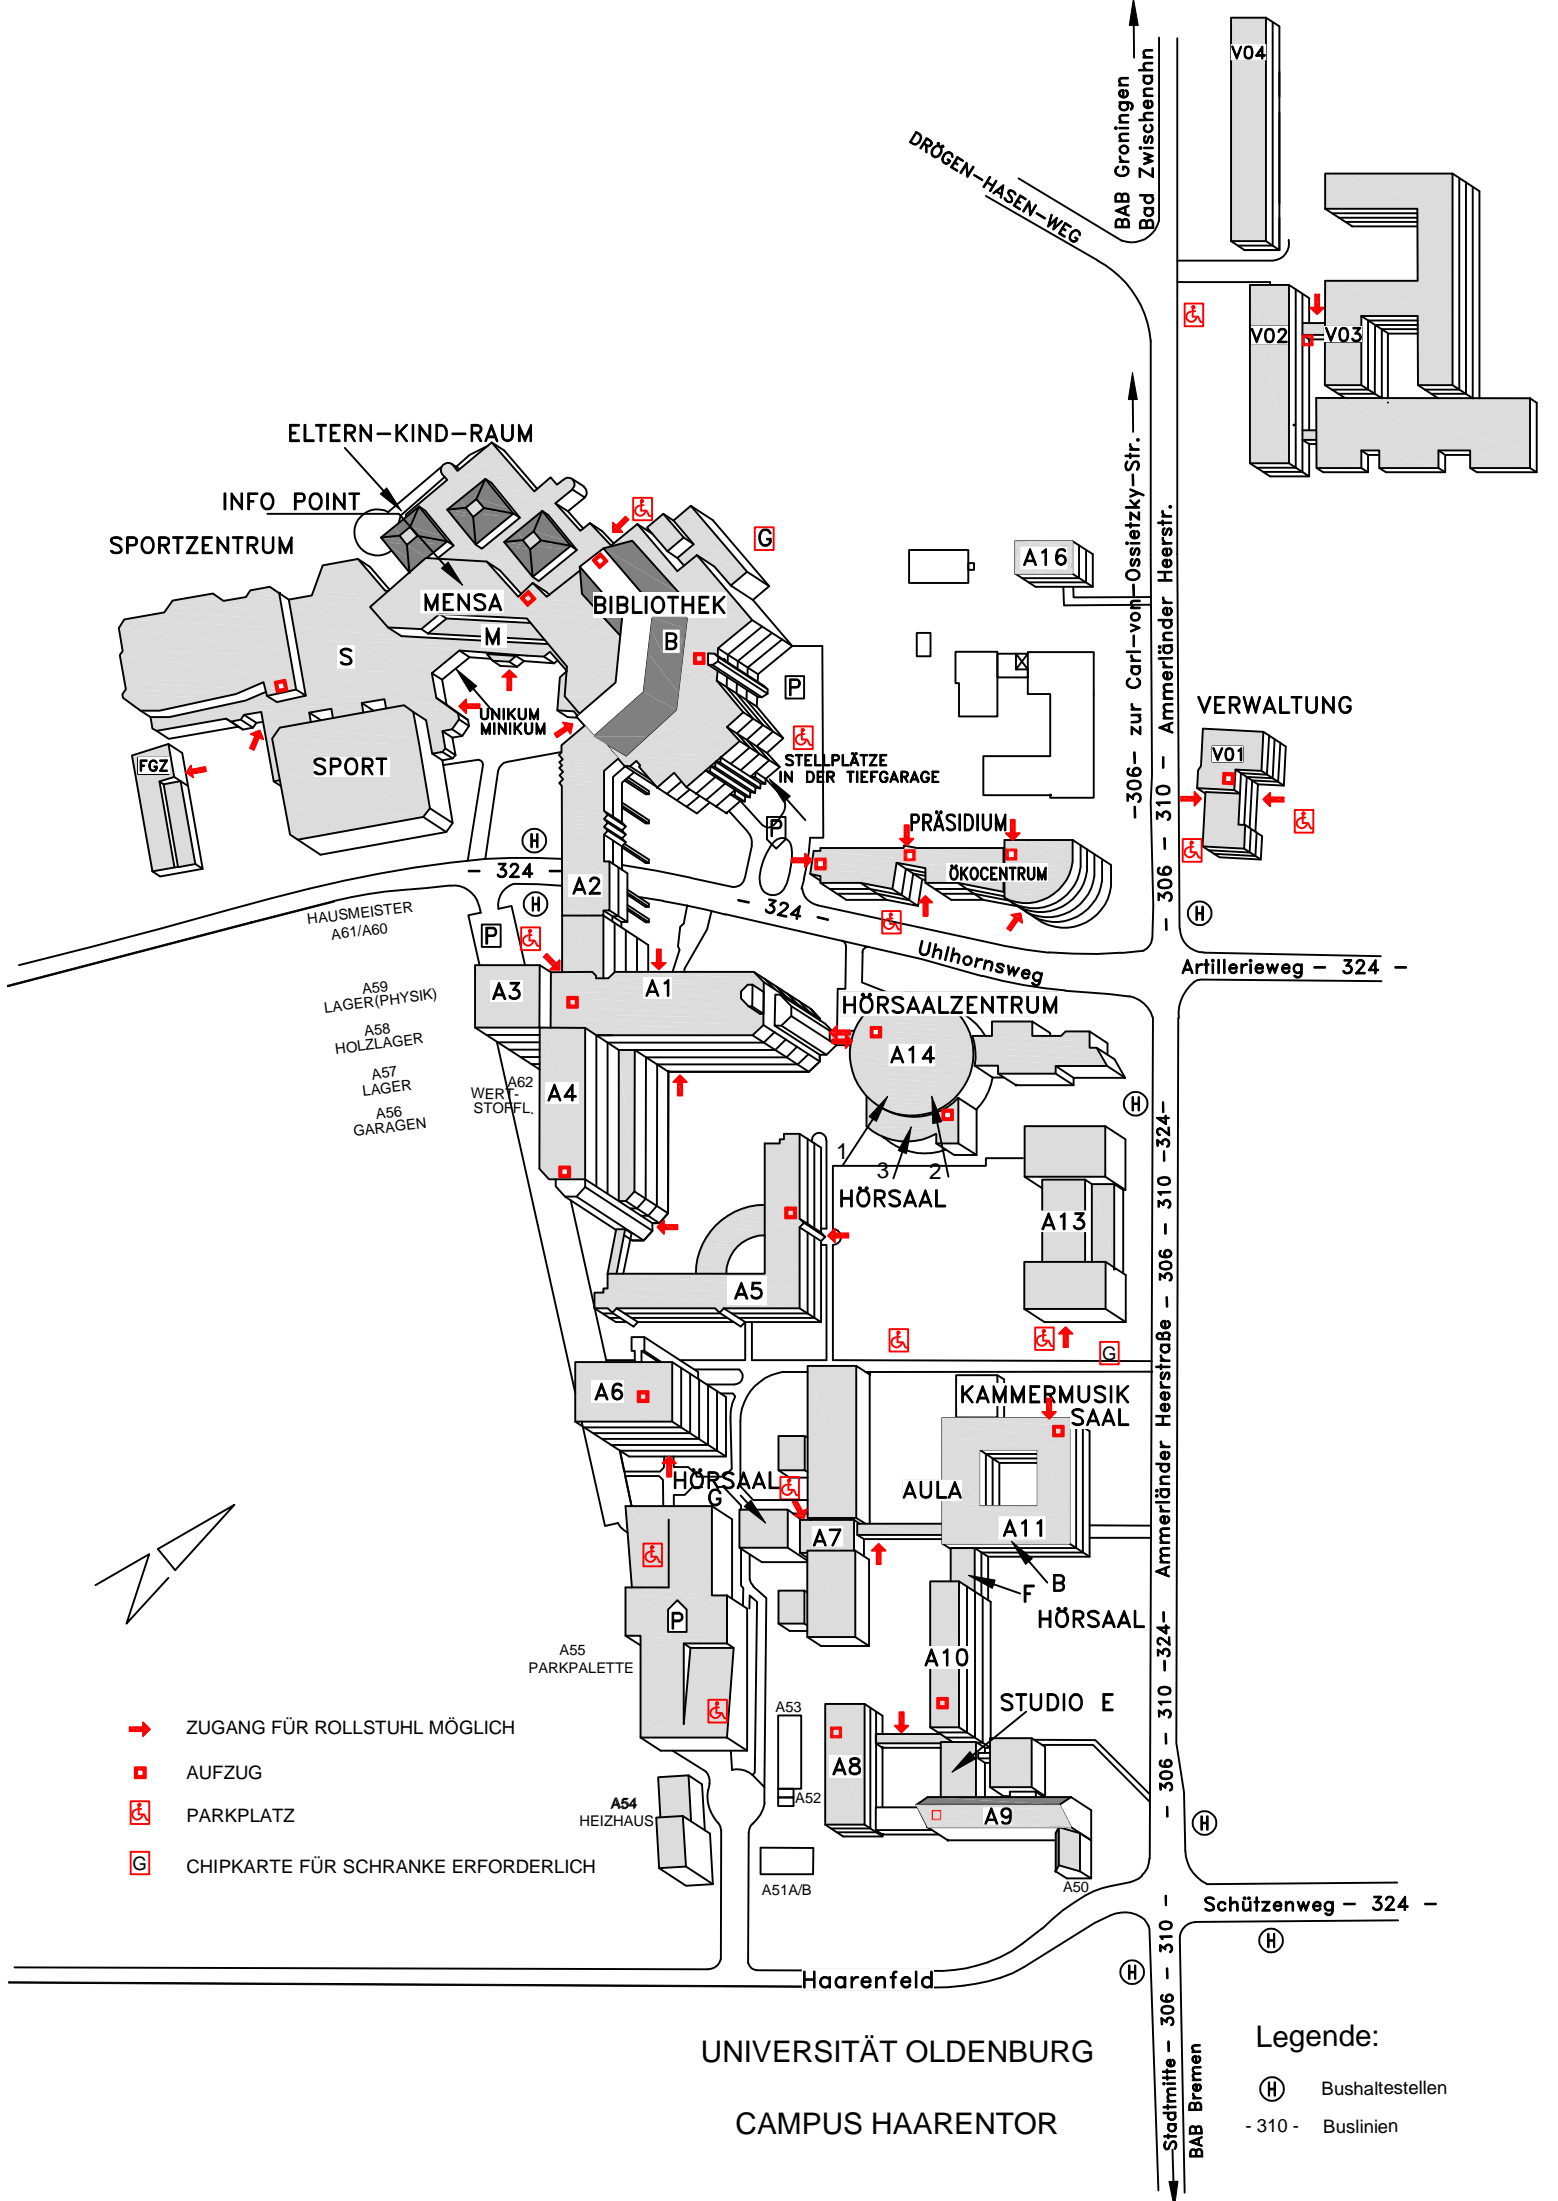 V04
BAB Groningen
Bad Zwischenahn
DRÖGEN-HASEN-WEG
V02
V03
-306- zur Carl-von-Ossietzky-Str.
- 306 - 310 - Ammerländer Heerstr.
ELTERN-KIND-RAUM
INFO POINT
SPORTZENTRUM
G
A16
MENSA
BIBLIOTHEK
M
B
S
P
UNIKUM
MINIKUM
VERWALTUNG
V01
FGZ
SPORT
STELLPLÄTZE
IN DER TIEFGARAGE
P
PRÄSIDIUM
ÖKOCENTRUM
H
- 324 -
A2
H
- 324 -
H
HAUSMEISTER
A61/A60
P
Uhlhornsweg
Artillerieweg - 324 -
A3
A1
A59
LAGER(PHYSIK)
HÖRSAALZENTRUM
A14
A58
HOLZLAGER
A57
LAGER
A62
WERT-
STOFFL.
A4
A56
GARAGEN
H
1
3
2
HÖRSAAL
A13
A5
Ammerländer Heerstraße - 306 - 310 -324-
G
A6
KAMMERMUSIK
SAAL
HÖRSAAL
G
AULA
A11
A7
B
F
HÖRSAAL
P
A55
PARKPALETTE
A10
STUDIO E
- 306 - 310 -324-
A53
A8
A52
A9
A54
HEIZHAUS
A51A/B
A50
H
ZUGANG FÜR ROLLSTUHL MÖGLICH
AUFZUG
PARKPLATZ
G CHIPKARTE FÜR SCHRANKE ERFORDERLICH
Schützenweg - 324 -
H
H
Haarenfeld
Stadtmitte - 306 - 310 -
BAB Bremen
UNIVERSITÄT OLDENBURG
CAMPUS HAARENTOR
Legende:
H Bushaltestellen
- 310 - Buslinien